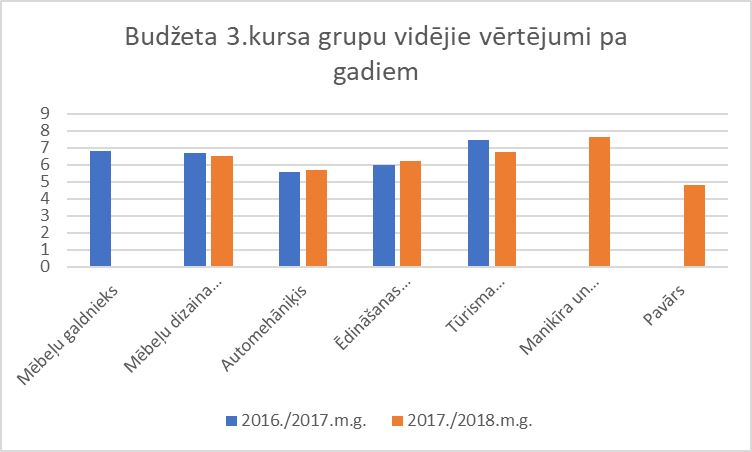 Budžeta 3.kursa grupu vidējie vērtējumi pa
gadiem
9
8
7
6
5
4
3
2
1
0
Mēbeļu galdnieks
Mēbeļu dizaina...
Automehāniķis
Ēdināšanas...
Tūrisma...
Manikīra un...
Pavārs
2016./2017.m.g.
2017./2018.m.g.